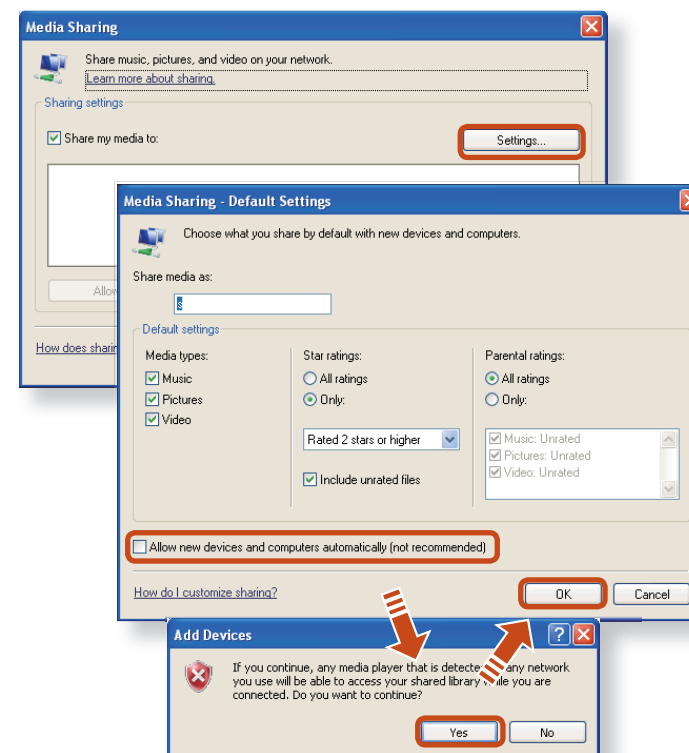 Media Sharing
Share music, pictures, and video on your network.
Learn more about sharing.
Sharing settings
Share my media to:
Settings...
Allow
How does sharin
Media Sharing - Default Settings
Choose what you share by default with new devices and computers.
Share media as:
s
Default settings
Media types:
Music
Pictures
Video
Star ratings:
All ratings
Only:
Rated 2 stars or higher
Include unrated files
Parental ratings:
All ratings
Only:
Music: Unrated
Pictures: Unrated
Video: Unrated
Allow new devices and computers automatically (not recommended)
How do I customize sharing?
OK
Cancel
Add Devices
If you continue, any media player that is detected any network
you use will be able to access your shared library while you are
connected. Do you want to continue?
Yes
No